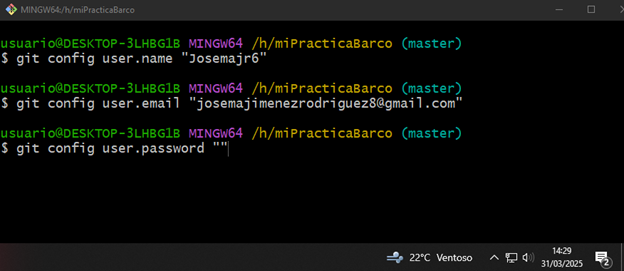 MINGW64:/h/miPracticaBarco
usuario@DESKTOP-3LHBG1B MINGW64 /h/miPracticaBarco (master)
$ git config user.name "Josemajr6"
usuario@DESKTOP-3LHBG1B MINGW64 /h/miPracticaBarco (master)
$ git config user.email "josemajimenezrodriguez8@gmail.com"
usuario@DESKTOP-3LHBG1B MINGW64 /h/miPracticaBarco (master)
$ git config user.password ""
22°C Ventoso
14:29
31/03/2025
2